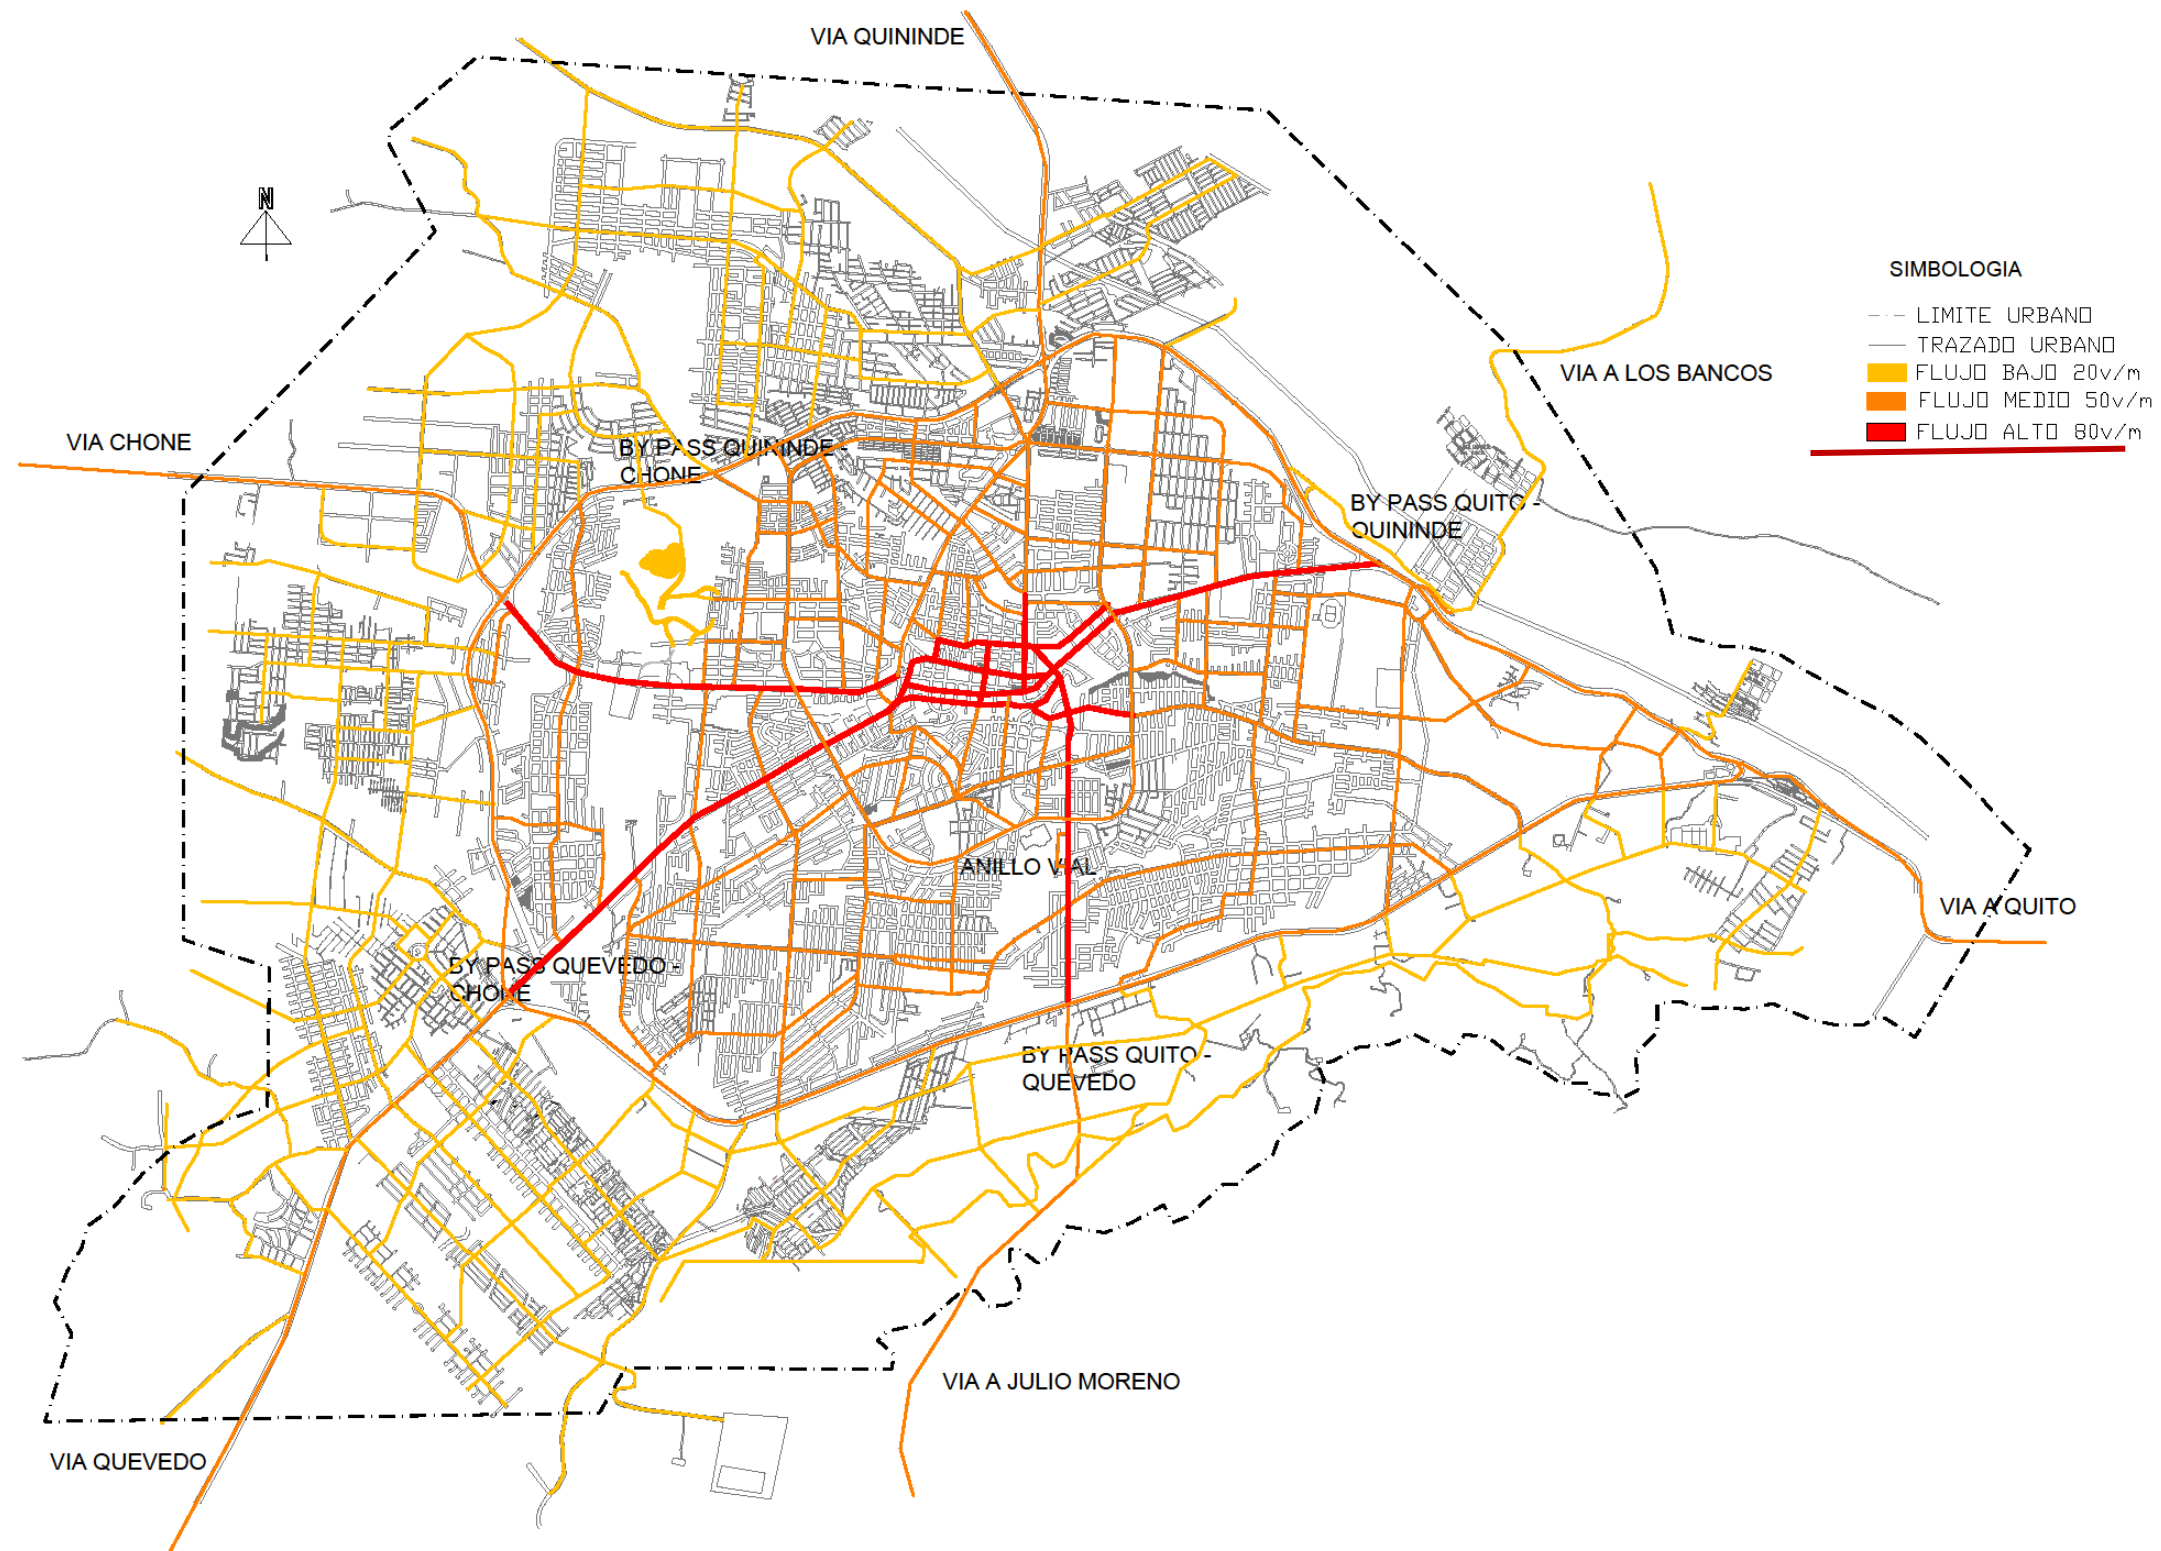 VIA QUININDE
N
SIMBOLOGIA
LIMITE URBANO
TRAZADO URBANO
FLUJO BAJO 20v/m
FLUJO MEDIO 50v/m
FLUJO ALTO 80v/m
VIA A LOS BANCOS
VIA CHONE
BY PASS QUININDE -
CHONE
BY PASS QUITO -
QUININDE
ANILLO VIAL
VIA A QUITO
BY PASS QUEVEDO -
CHONE
BY PASS QUITO -
QUEVEDO
VIA A JULIO MORENO
VIA QUEVEDO